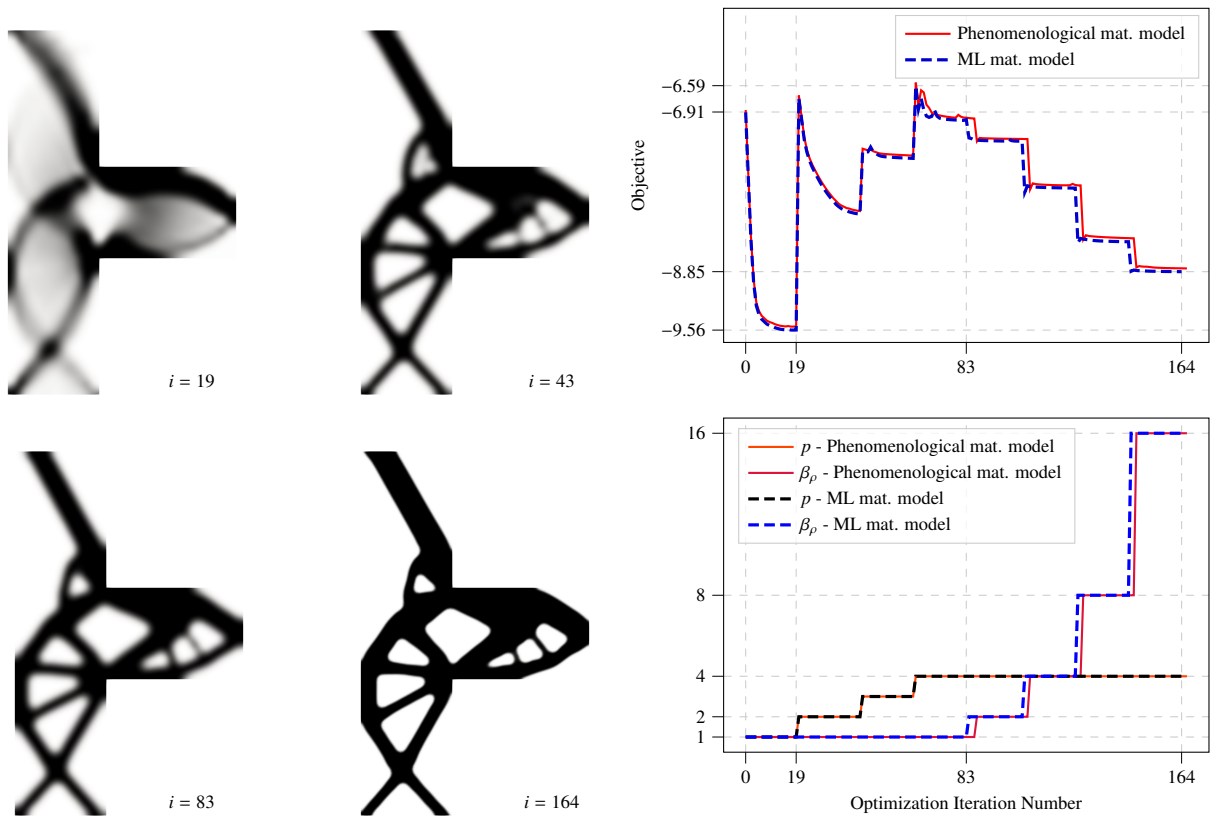 i = 19
i = 43
i = 83
i = 164
Phenomenological mat. model
ML mat. model
Objective
−6.59
−6.91
−8.85
−9.56
0 19 83 164
p - Phenomenological mat. model
βρ - Phenomenological mat. model
p - ML mat. model
βρ - ML mat. model
16
8
4
2
1
0 19 83 164
Optimization Iteration Number